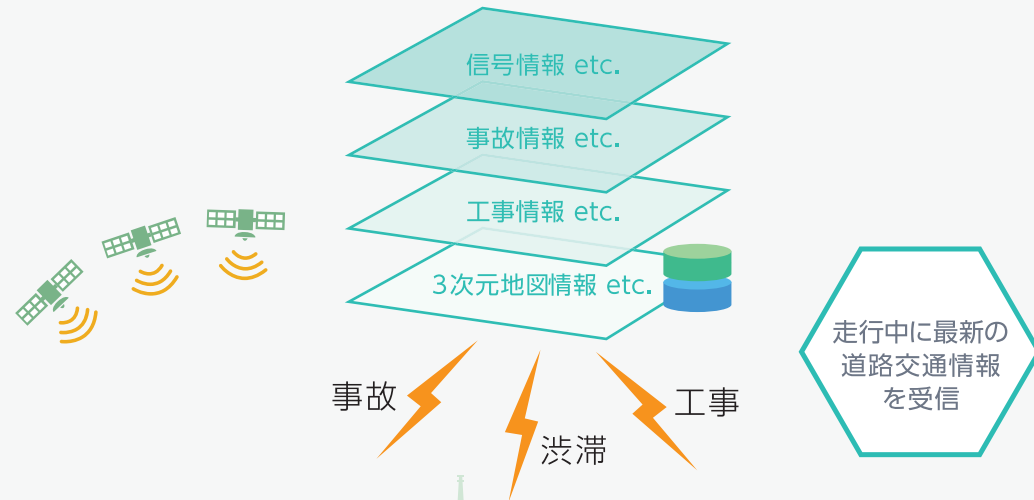 信号情報 etc.
事故情報 etc.
工事情報 etc.
3次元地図情報 etc.
走行中に最新の
道路交通情報
を受信
事故
工事
渋滞